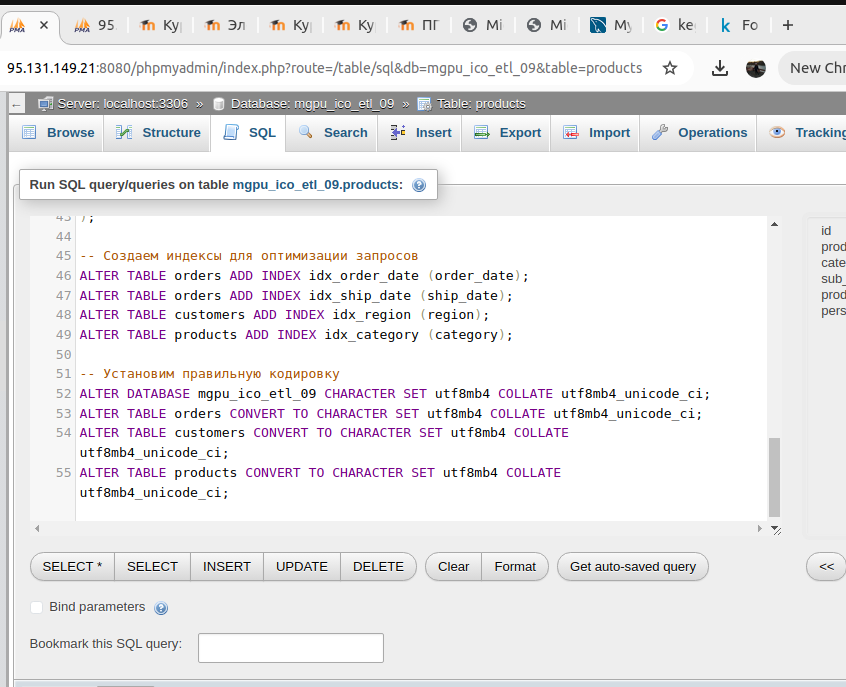 95
Ку
Эл
Ку
Ку
ПГ
Mi
Mi
My
ke
Fo
95.131.149.21:8080/phpmyadmin/index.php?route=/table/sql&db=mgpu_ico_etl_09&table=products
New Chr
Server: localhost:3306 » Database: mgpu_ico_etl_09 » Table: products
Browse Structure SQL Search Insert Export Import Operations Tracking
Run SQL query/queries on table mgpu_ico_etl_09.products:
43 );
44
45 -- Создаем индексы для оптимизации запросов
46 ALTER TABLE orders ADD INDEX idx_order_date (order_date);
47 ALTER TABLE orders ADD INDEX idx_ship_date (ship_date);
48 ALTER TABLE customers ADD INDEX idx_region (region);
49 ALTER TABLE products ADD INDEX idx_category (category);
50
51 -- Установим правильную кодировку
52 ALTER DATABASE mgpu_ico_etl_09 CHARACTER SET utf8mb4 COLLATE utf8mb4_unicode_ci;
53 ALTER TABLE orders CONVERT TO CHARACTER SET utf8mb4 COLLATE utf8mb4_unicode_ci;
54 ALTER TABLE customers CONVERT TO CHARACTER SET utf8mb4 COLLATE
utf8mb4_unicode_ci;
55 ALTER TABLE products CONVERT TO CHARACTER SET utf8mb4 COLLATE
utf8mb4_unicode_ci;
id
prod
cate
sub_
prod
pers
SELECT * SELECT INSERT UPDATE DELETE Clear Format Get auto-saved query <<
Bind parameters
Bookmark this SQL query: